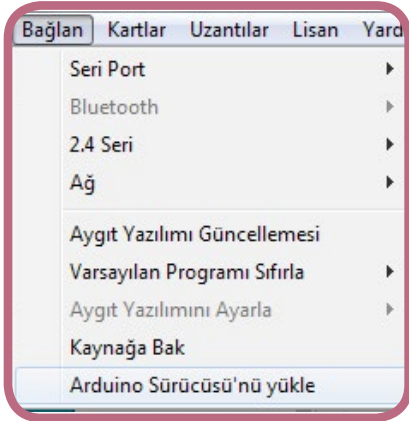 Bağlan Kartlar Uzantılar Lisan Yard
Seri Port
Bluetooth
2.4 Seri
Ağ
Aygıt Yazılımı Güncellemesi
Varsayılan Programı Sıfırla
Aygıt Yazılımını Ayarla
Kaynağa Bak
Arduino Sürücüsü'nü yükle